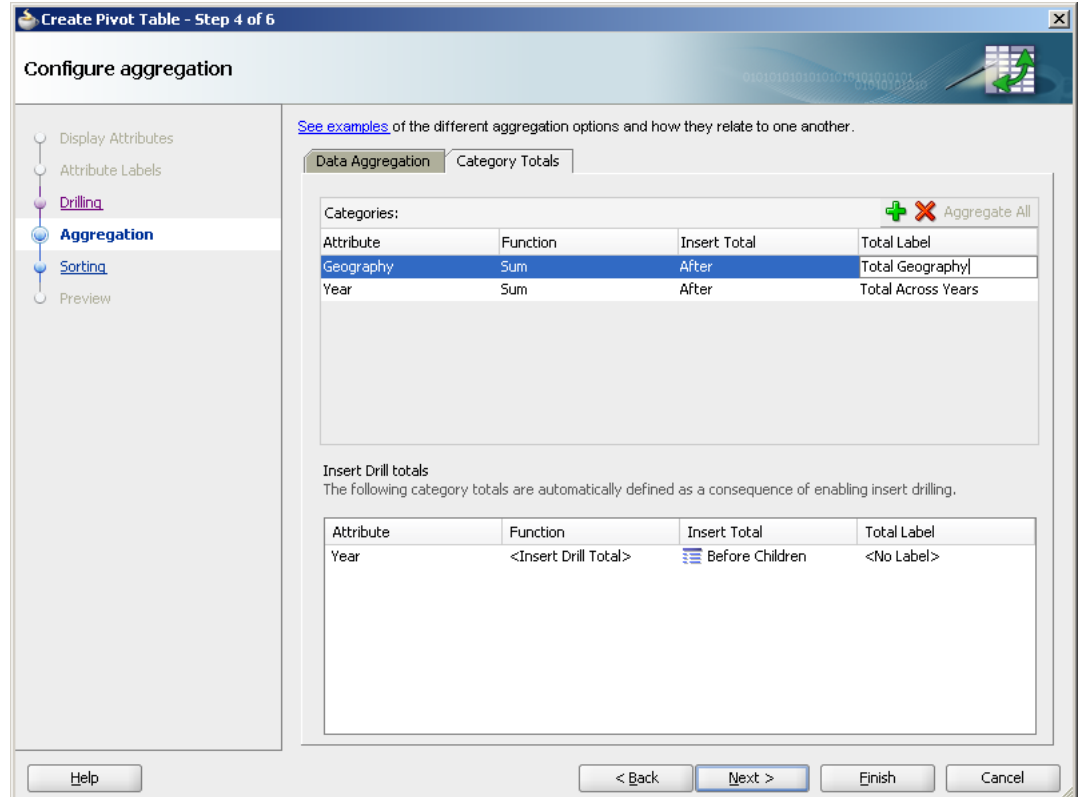 Create Pivot Table - Step 4 of 6
Configure aggregation
Display Attributes
Attribute Labels
Drilling
Aggregation
Sorting
Preview
See examples of the different aggregation options and how they relate to one another.
Data Aggregation Category Totals
Categories: Aggregate All
Attribute Function Insert Total Total Label
Geography Sum After Total Geography
Year Sum After Total Across Years
Insert Drill totals
The following category totals are automatically defined as a consequence of enabling insert drilling.
Attribute Function Insert Total Total Label
Year <Insert Drill Total> Before Children <No Label>
Help < Back Next > Finish Cancel